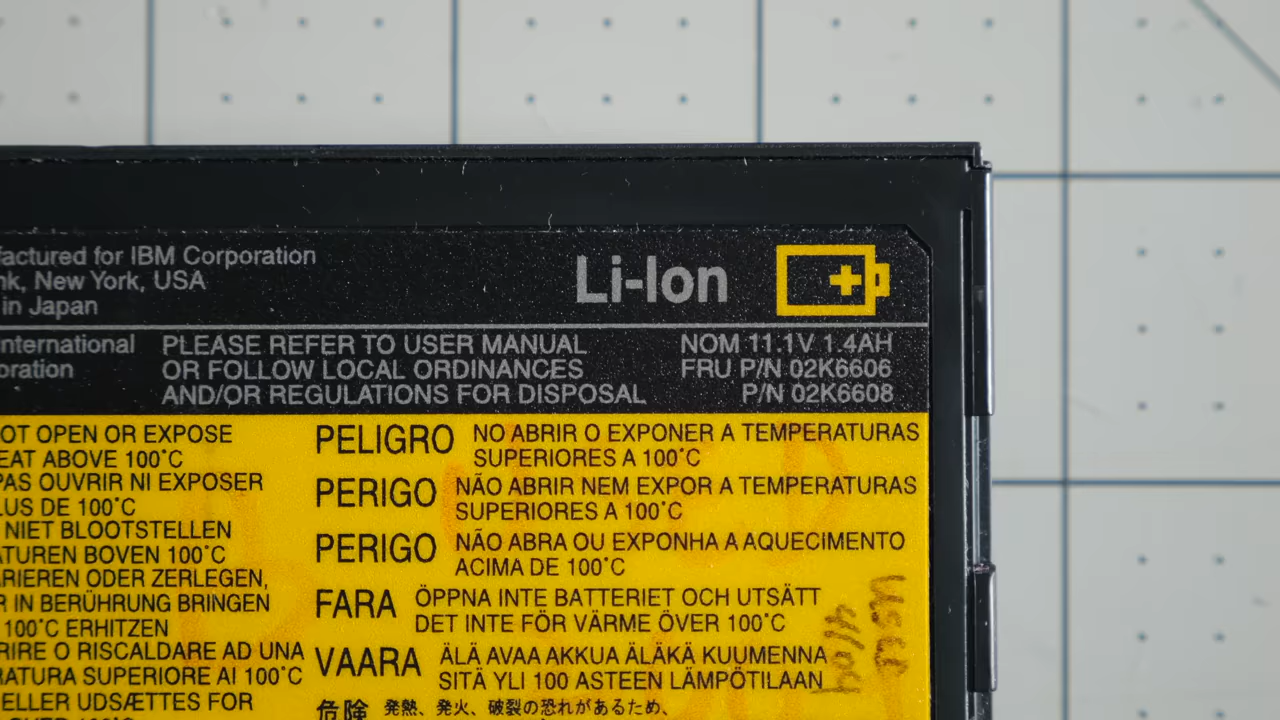 factured for IBM Corporation
nk, New York, USA
in Japan
Li-Ion
nternational
oration
PLEASE REFER TO USER MANUAL
OR FOLLOW LOCAL ORDINANCES
AND/OR REGULATIONS FOR DISPOSAL
NOM 11.1V 1.4AH
FRU P/N 02K6606
P/N 02K6608
OT OPEN OR EXPOSE
EAT ABOVE 100°C
PAS OUVRIR NI EXPOSER
LUS DE 100°C
NIET BLOOTSTELLEN
ATUREN BOVEN 100°C
ARIEREN ODER ZERLEGEN,
R IN BERÜHRUNG BRINGEN
100°C ERHITZEN
RIRE O RISCALDARE AD UNA
RATURA SUPERIORE AI 100°C
ELLER UDSÆTTES FOR
OVER 100°C
PELIGRO NO ABRIR O EXPONER A TEMPERATURAS
SUPERIORES A 100°C
PERIGO NÃO ABRIR NEM EXPOR A TEMPERATURAS
SUPERIORES A 100°C
PERIGO NÃO ABRA OU EXPONHA A AQUECIMENTO
ACIMA DE 100°C
FARA ÖPPNA INTE BATTERIET OCH UTSÄTT
DET INTE FÖR VÄRME ÖVER 100°C
VAARA ÄLÄ AVAA AKKUA ÄLÄKÄ KUUMENNA
SITÄ YLI 100 ASTEEN LÄMPÖTILAAN
危険 発熱、発火、破裂の恐れがあるため、
used